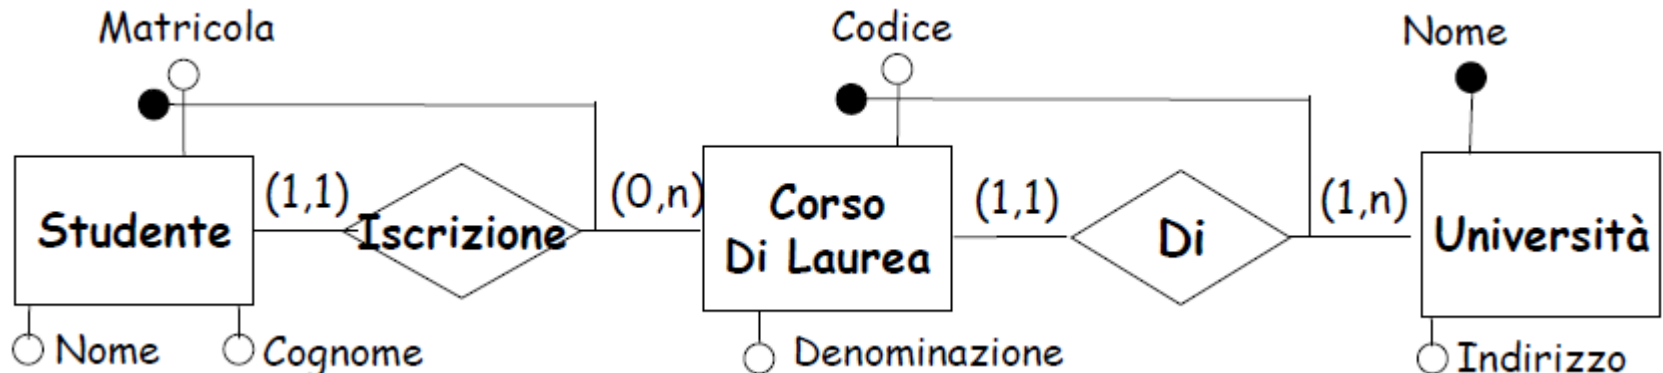 Matricola
Codice
Nome
(1,1)
(0,n)
(1,1)
(1,n)
Studente
Iscrizione
Corso
Di Laurea
Di
Università
Nome
Cognome
Denominazione
Indirizzo